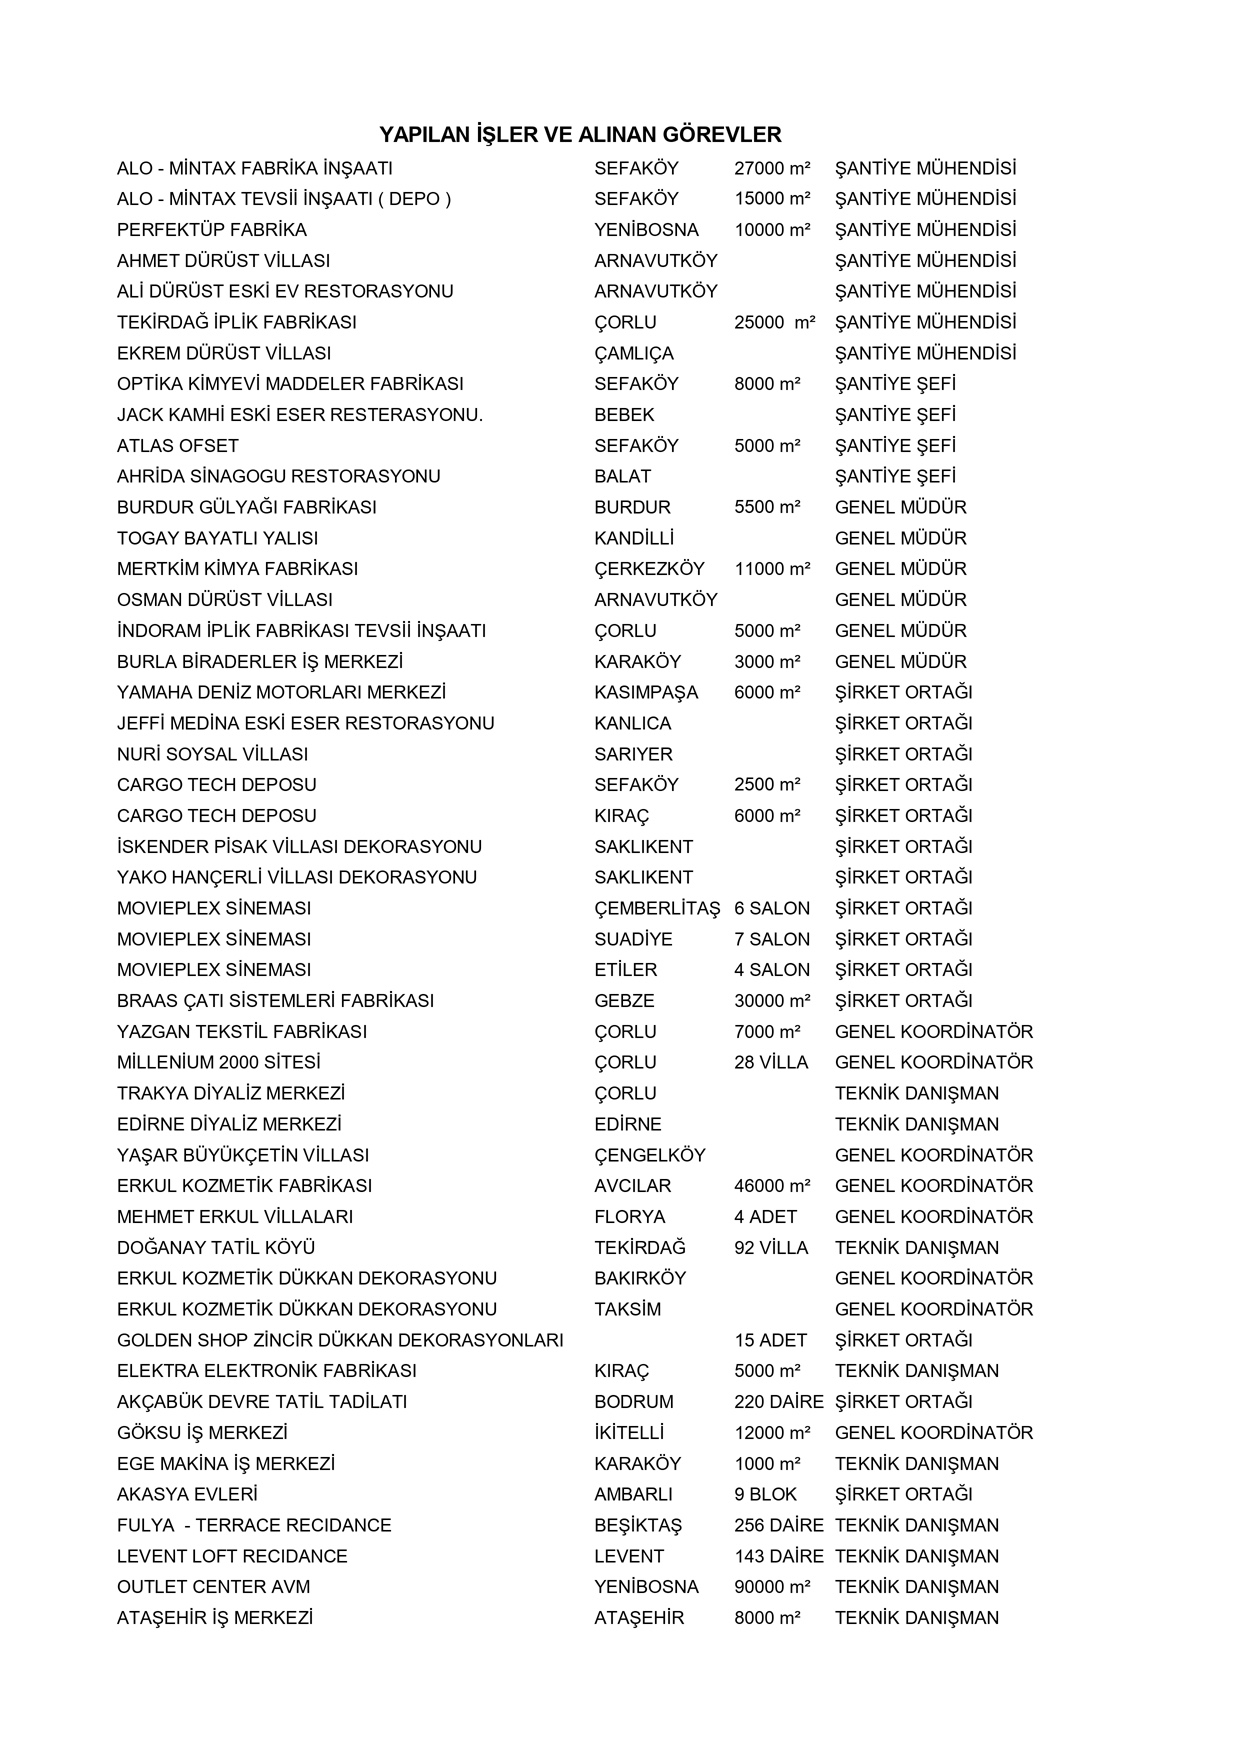 YAPILAN İŞLER VE ALINAN GÖREVLER
ALO - MİNTAX FABRİKA İNŞAATI SEFAKÖY 27000 m² ŞANTİYE MÜHENDİSİ
ALO - MİNTAX TEVSİİ İNŞAATI ( DEPO ) SEFAKÖY 15000 m² ŞANTİYE MÜHENDİSİ
PERFEKTÜP FABRİKA YENİBOSNA 10000 m² ŞANTİYE MÜHENDİSİ
AHMET DÜRÜST VİLLASI ARNAVUTKÖY ŞANTİYE MÜHENDİSİ
ALİ DÜRÜST ESKİ EV RESTORASYONU ARNAVUTKÖY ŞANTİYE MÜHENDİSİ
TEKİRDAĞ İPLİK FABRİKASI ÇORLU 25000  m² ŞANTİYE MÜHENDİSİ
EKREM DÜRÜST VİLLASI ÇAMLIÇA ŞANTİYE MÜHENDİSİ
OPTİKA KİMYEVİ MADDELER FABRİKASI SEFAKÖY 8000 m² ŞANTİYE ŞEFİ
JACK KAMHİ ESKİ ESER RESTERASYONU. BEBEK ŞANTİYE ŞEFİ
ATLAS OFSET SEFAKÖY 5000 m² ŞANTİYE ŞEFİ
AHRİDA SİNAGOGU RESTORASYONU BALAT ŞANTİYE ŞEFİ
BURDUR GÜLYAĞI FABRİKASI BURDUR 5500 m² GENEL MÜDÜR
TOGAY BAYATLI YALISI KANDİLLİ GENEL MÜDÜR
MERTKİM KİMYA FABRİKASI ÇERKEZKÖY 11000 m² GENEL MÜDÜR
OSMAN DÜRÜST VİLLASI ARNAVUTKÖY GENEL MÜDÜR
İNDORAM İPLİK FABRİKASI TEVSİİ İNŞAATI ÇORLU 5000 m² GENEL MÜDÜR
BURLA BİRADERLER İŞ MERKEZİ KARAKÖY 3000 m² GENEL MÜDÜR
YAMAHA DENİZ MOTORLARI MERKEZİ KASIMPAŞA 6000 m² ŞİRKET ORTAĞI
JEFFİ MEDİNA ESKİ ESER RESTORASYONU KANLICA ŞİRKET ORTAĞI
NURİ SOYSAL VİLLASI SARIYER ŞİRKET ORTAĞI
CARGO TECH DEPOSU SEFAKÖY 2500 m² ŞİRKET ORTAĞI
CARGO TECH DEPOSU KIRAÇ 6000 m² ŞİRKET ORTAĞI
İSKENDER PİSAK VİLLASI DEKORASYONU SAKLIKENT ŞİRKET ORTAĞI
YAKO HANÇERLİ VİLLASI DEKORASYONU SAKLIKENT ŞİRKET ORTAĞI
MOVIEPLEX SİNEMASI ÇEMBERLİTAŞ 6 SALON ŞİRKET ORTAĞI
MOVIEPLEX SİNEMASI SUADİYE 7 SALON ŞİRKET ORTAĞI
MOVIEPLEX SİNEMASI ETİLER 4 SALON ŞİRKET ORTAĞI
BRAAS ÇATI SİSTEMLERİ FABRİKASI GEBZE 30000 m² ŞİRKET ORTAĞI
YAZGAN TEKSTİL FABRİKASI ÇORLU 7000 m² GENEL KOORDİNATÖR
MİLLENİUM 2000 SİTESİ ÇORLU 28 VİLLA GENEL KOORDİNATÖR
TRAKYA DİYALİZ MERKEZİ ÇORLU TEKNİK DANIŞMAN
EDİRNE DİYALİZ MERKEZİ EDİRNE TEKNİK DANIŞMAN
YAŞAR BÜYÜKÇETİN VİLLASI ÇENGELKÖY GENEL KOORDİNATÖR
ERKUL KOZMETİK FABRİKASI AVCILAR 46000 m² GENEL KOORDİNATÖR
MEHMET ERKUL VİLLALARI FLORYA 4 ADET GENEL KOORDİNATÖR
DOĞANAY TATİL KÖYÜ TEKİRDAĞ 92 VİLLA TEKNİK DANIŞMAN
ERKUL KOZMETİK DÜKKAN DEKORASYONU BAKIRKÖY GENEL KOORDİNATÖR
ERKUL KOZMETİK DÜKKAN DEKORASYONU TAKSİM GENEL KOORDİNATÖR
GOLDEN SHOP ZİNCİR DÜKKAN DEKORASYONLARI 15 ADET ŞİRKET ORTAĞI
ELEKTRA ELEKTRONİK FABRİKASI KIRAÇ 5000 m² TEKNİK DANIŞMAN
AKÇABÜK DEVRE TATİL TADİLATI BODRUM 220 DAİRE ŞİRKET ORTAĞI
GÖKSU İŞ MERKEZİ İKİTELLİ 12000 m² GENEL KOORDİNATÖR
EGE MAKİNA İŞ MERKEZİ KARAKÖY 1000 m² TEKNİK DANIŞMAN
AKASYA EVLERİ AMBARLI 9 BLOK ŞİRKET ORTAĞI
FULYA  - TERRACE RECIDANCE BEŞİKTAŞ 256 DAİRE TEKNİK DANIŞMAN
LEVENT LOFT RECIDANCE LEVENT 143 DAİRE TEKNİK DANIŞMAN
OUTLET CENTER AVM YENİBOSNA 90000 m² TEKNİK DANIŞMAN
ATAŞEHİR İŞ MERKEZİ ATAŞEHİR 8000 m² TEKNİK DANIŞMAN